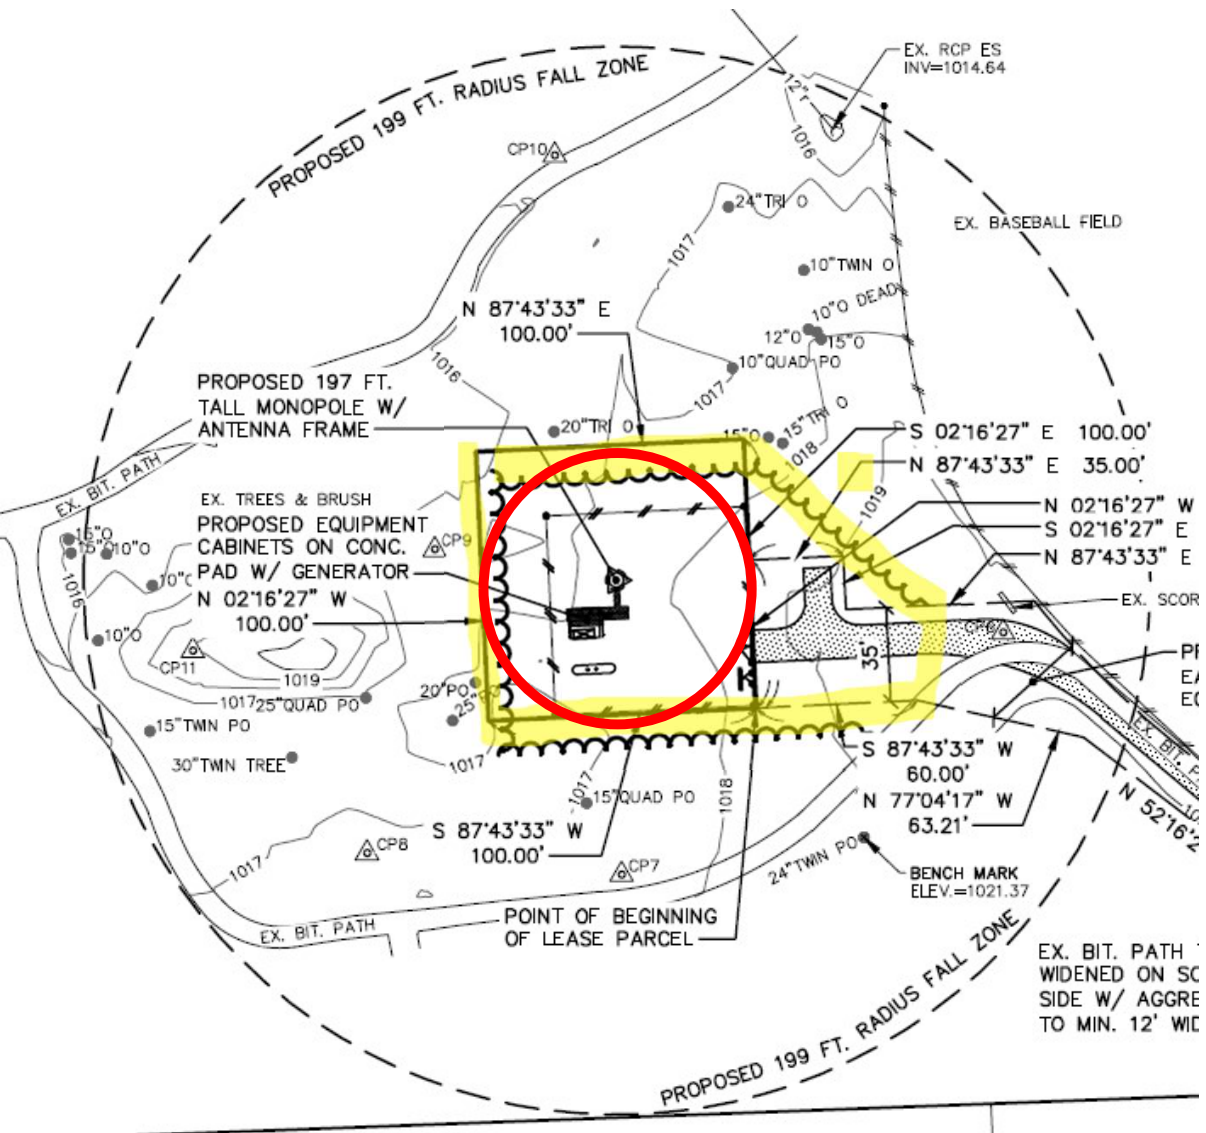 EX. RCP ES
INV=1014.64
PROPOSED 199 FT. RADIUS FALL ZONE
12"r
1016
CP10
24"TRI O
EX. BASEBALL FIELD
1017
10"TWIN O
N 87°43'33" E
100.00'
10"O DEAD
12"O
15"O
1016
10"QUAD PO
1017
PROPOSED 197 FT.
TALL MONOPOLE W/
ANTENNA FRAME
20"TRI O
15"O
15"TRI O
1018
S 02°16'27" E 100.00'
N 87°43'33" E 35.00'
EX. BIT. PATH
EX. TREES & BRUSH
1019
N 02°16'27" W
S 02°16'27" E
N 87°43'33" E
PROPOSED EQUIPMENT
CABINETS ON CONC.
PAD W/ GENERATOR
CP9
15"O
15"O
10"O
1016
N 02°16'27" W
100.00'
EX. SCOR
10"O
CP11
1019
35'
1017
25"QUAD PO
20"PO
25"PO
15"TWIN PO
30"TWIN TREE
1017
EX. BIT. P
S 87°43'33" W
60.00'
N 77°04'17" W
63.21'
N 52°16'2
1017
15"QUAD PO
1018
S 87°43'33" W
100.00'
CP8
CP7
1017
24"TWIN PO
BENCH MARK
ELEV.=1021.37
POINT OF BEGINNING
OF LEASE PARCEL
EX. BIT. PATH
PROPOSED 199 FT. RADIUS FALL ZONE
EX. BIT. PATH
WIDENED ON SO
SIDE W/ AGGRE
TO MIN. 12' WID